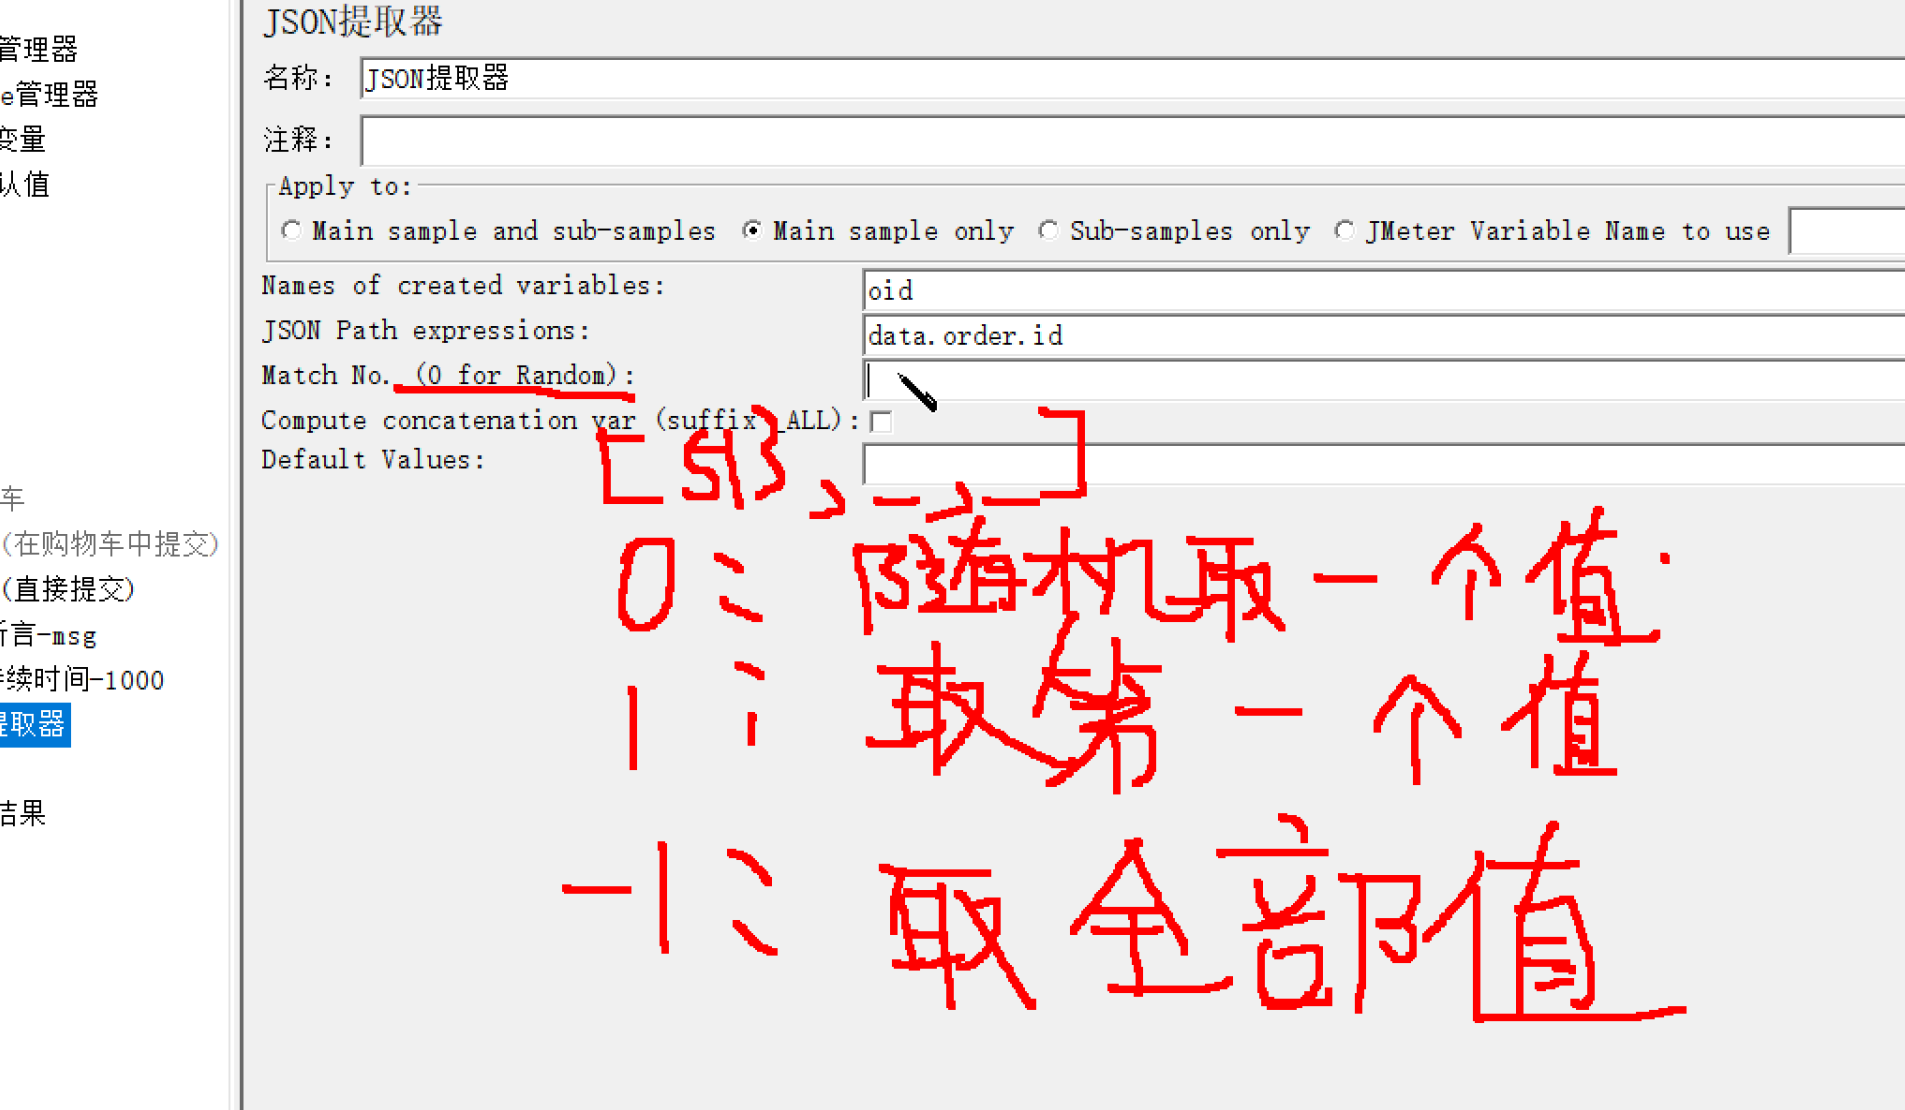 JSON提取器
名称： JSON提取器
注释：
Apply to:
Main sample and sub-samples Main sample only Sub-samples only JMeter Variable Name to use
Names of created variables: oid
JSON Path expressions: data.order.id
Match No. (0 for Random):
Compute concatenation var (suffix _ALL):
Default Values:
[513, _, _]
0: 随机取一个值.
1: 取第一个值
-1: 取全部值
管理器
e管理器
变量
认值
车
(在购物车中提交)
(直接提交)
言-msg
续时间-1000
提取器
结果